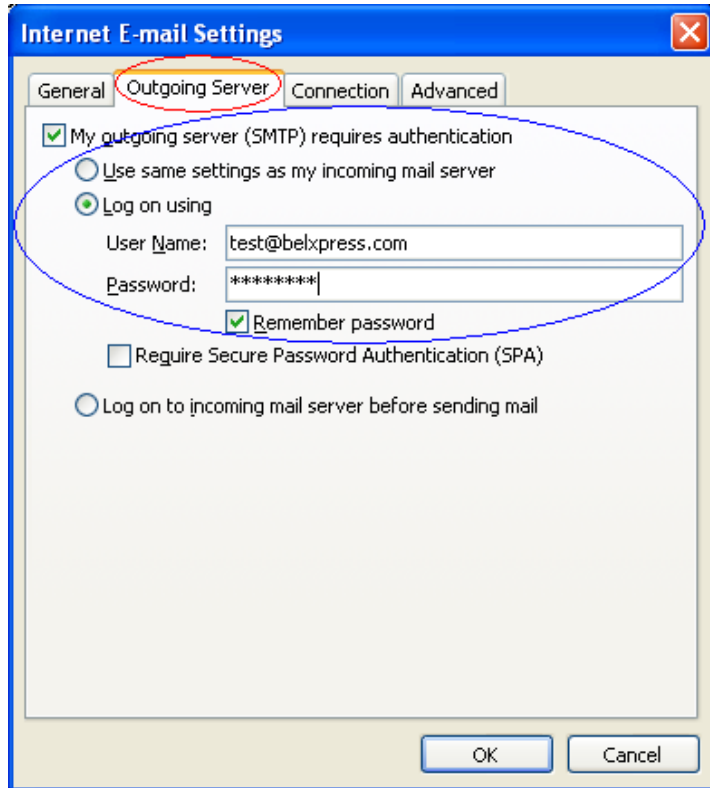 Internet E-mail Settings
General Outgoing Server Connection Advanced
My outgoing server (SMTP) requires authentication
Use same settings as my incoming mail server
Log on using
User Name: test@belxpress.com
Password: ********
Remember password
Require Secure Password Authentication (SPA)
Log on to incoming mail server before sending mail
OK Cancel